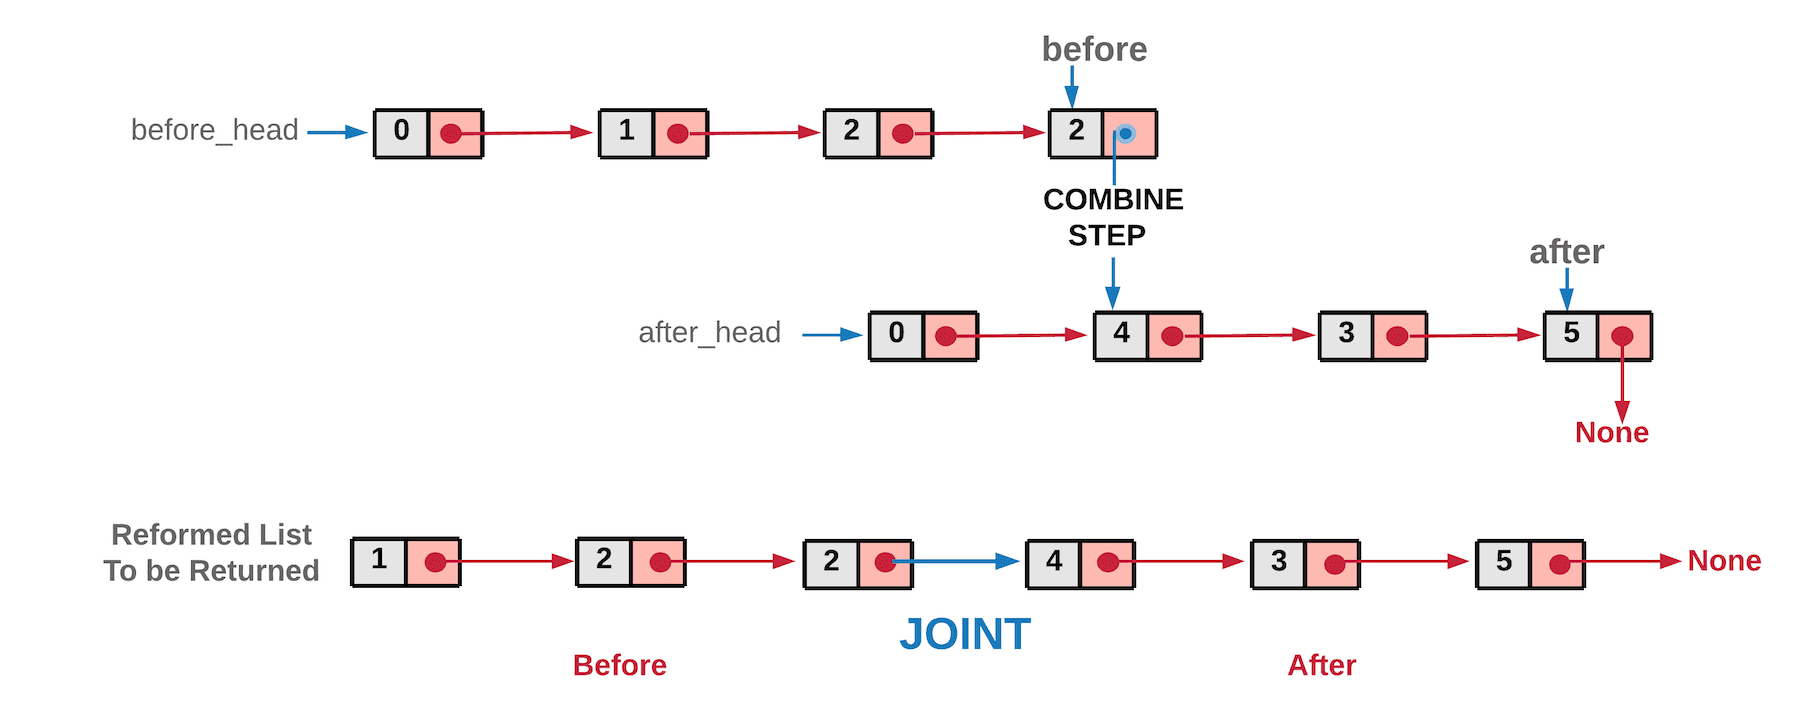 before
before_head 0 1 2 2
COMBINE
STEP
after
after_head 0 4 3 5
None
Reformed List
To be Returned
1 2 2 4 3 5 None
JOINT
Before After